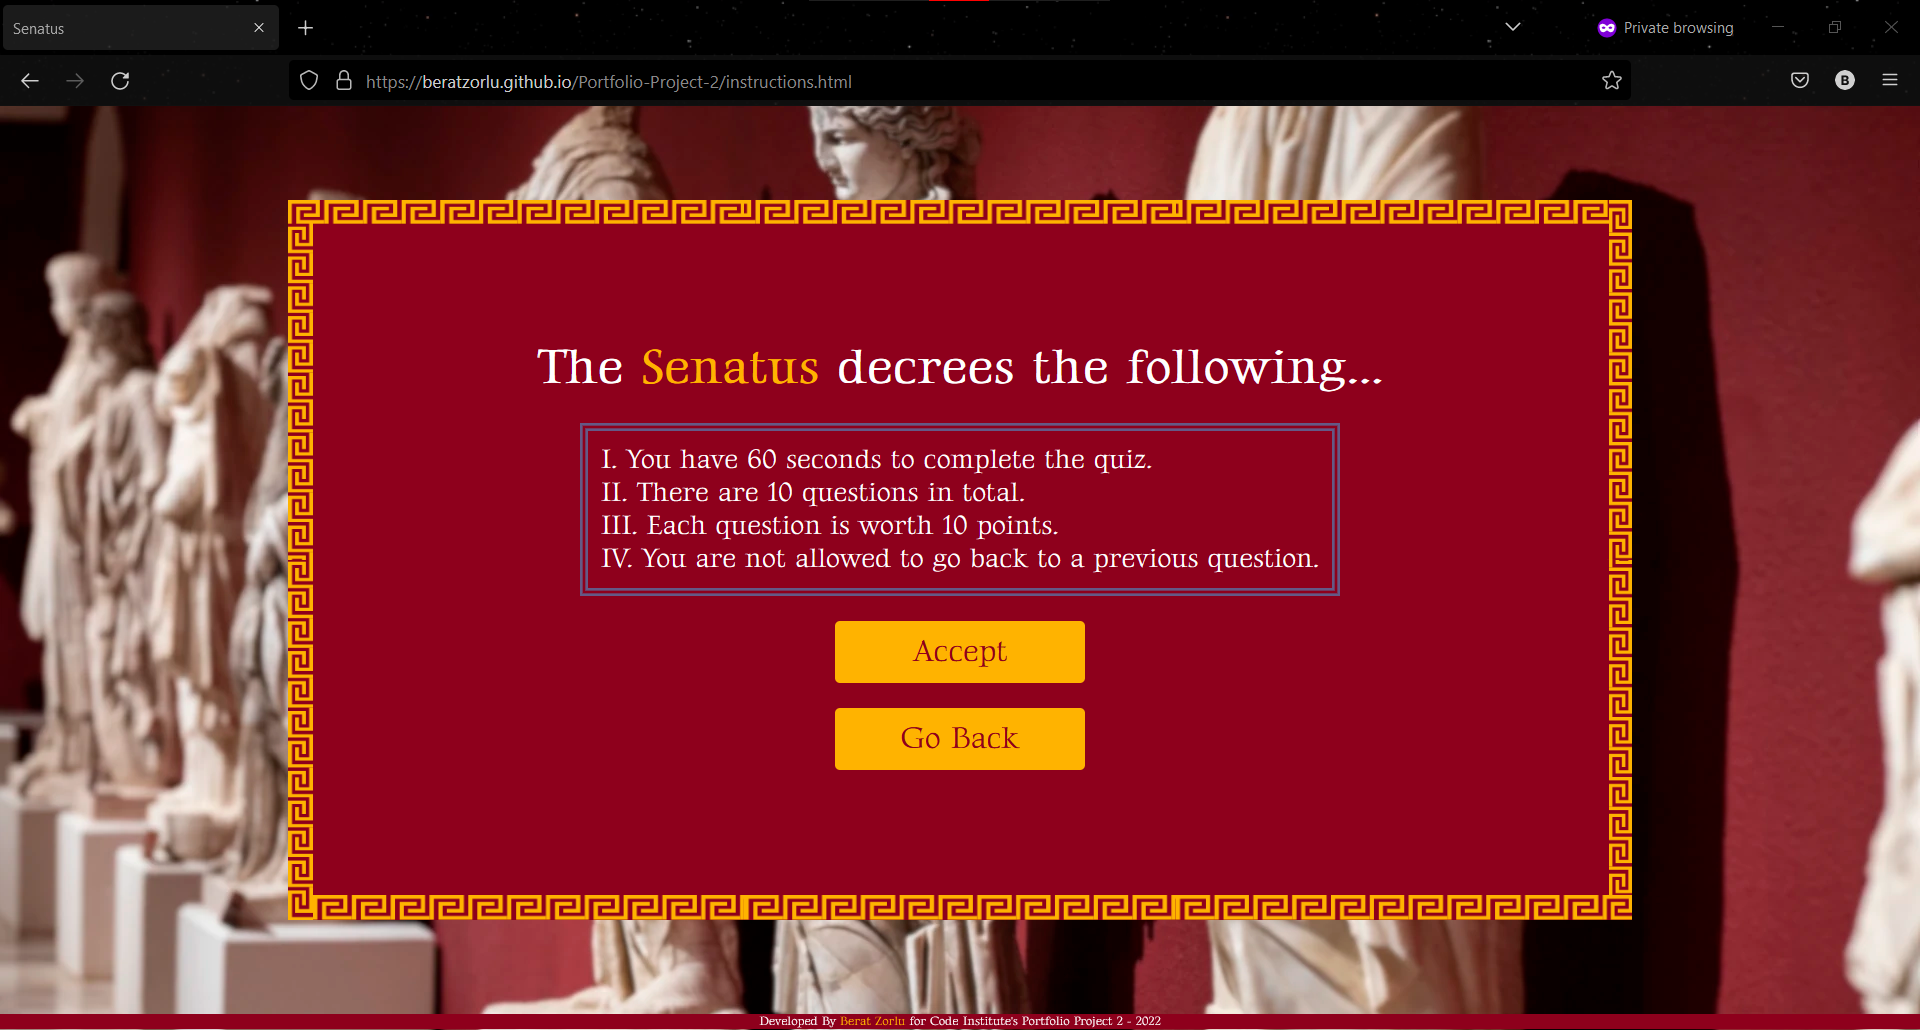 Senatus
Private browsing
https://beratzorlu.github.io/Portfolio-Project-2/instructions.html
B
The Senatus decrees the following...
I. You have 60 seconds to complete the quiz.
II. There are 10 questions in total.
III. Each question is worth 10 points.
IV. You are not allowed to go back to a previous question.
Accept
Go Back
Developed By Berat Zorlu for Code Institute's Portfolio Project 2 - 2022